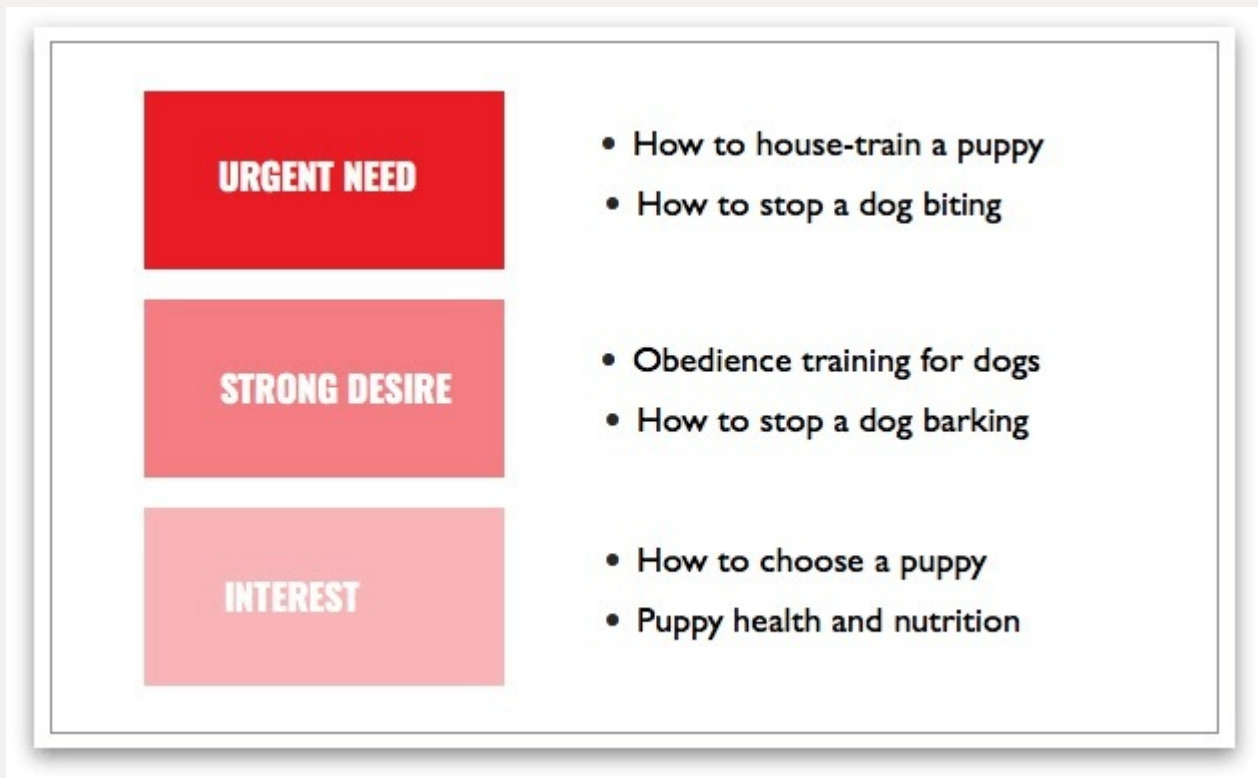 URGENT NEED
• How to house-train a puppy
• How to stop a dog biting
STRONG DESIRE
• Obedience training for dogs
• How to stop a dog barking
INTEREST
• How to choose a puppy
• Puppy health and nutrition